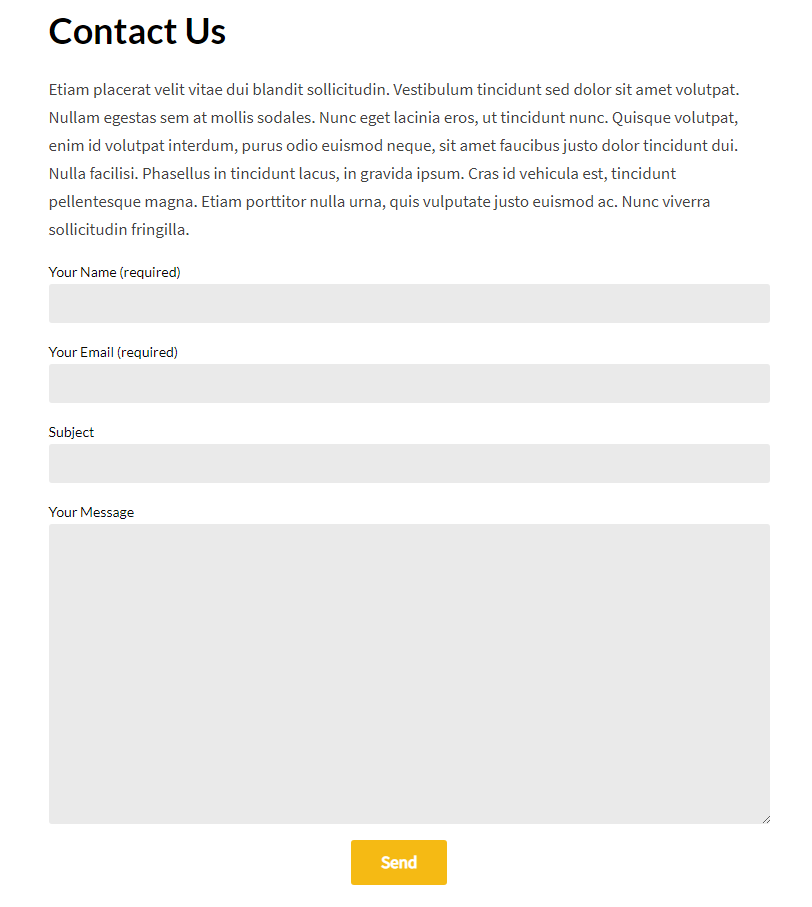 Contact Us
Etiam placerat velit vitae dui blandit sollicitudin. Vestibulum tincidunt sed dolor sit amet volutpat.
Nullam egestas sem at mollis sodales. Nunc eget lacinia eros, ut tincidunt nunc. Quisque volutpat,
enim id volutpat interdum, purus odio euismod neque, sit amet faucibus justo dolor tincidunt dui.
Nulla facilisi. Phasellus in tincidunt lacus, in gravida ipsum. Cras id vehicula est, tincidunt
pellentesque magna. Etiam porttitor nulla urna, quis vulputate justo euismod ac. Nunc viverra
sollicitudin fringilla.
Your Name (required)
Your Email (required)
Subject
Your Message
Send